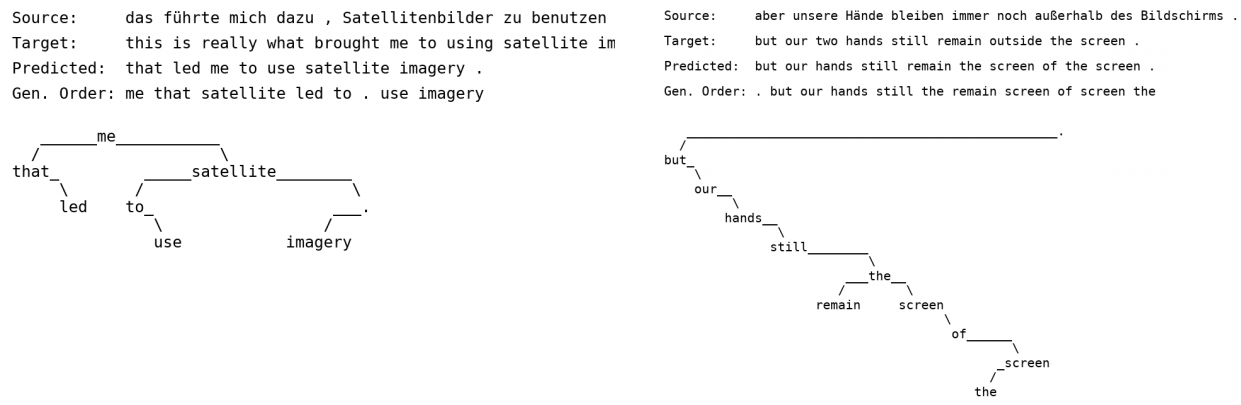 Source: das führte mich dazu , Satellitenbilder zu benutzen
Target: this is really what brought me to using satellite im
Predicted: that led me to use satellite imagery .
Gen. Order: me that satellite led to . use imagery
me
that satellite
led to .
use imagery
Source: aber unsere Hände bleiben immer noch außerhalb des Bildschirms .
Target: but our two hands still remain outside the screen .
Predicted: but our hands still remain the screen of the screen .
Gen. Order: . but our hands still the remain screen of screen the
.
but
our
hands
still
the
remain screen
of
screen
the